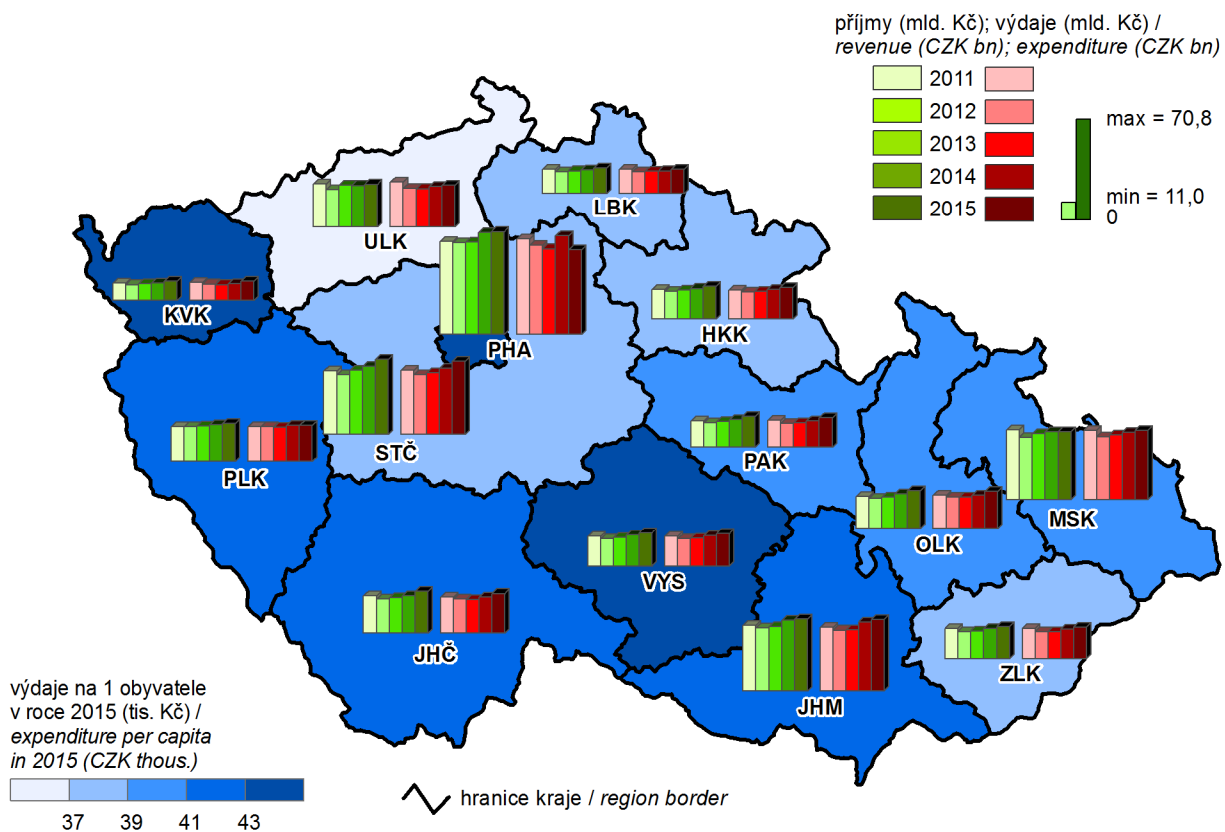 příjmy (mld. Kč); výdaje (mld. Kč) /
revenue (CZK bn); expenditure (CZK bn)
2011
2012
2013
2014
2015
max = 70,8
min = 11,0
0
LBK
ULK
KVK
PHA
HKK
STČ
PAK
PLK
MSK
OLK
VYS
JHČ
ZLK
JHM
výdaje na 1 obyvatele
v roce 2015 (tis. Kč) /
expenditure per capita
in 2015 (CZK thous.)
37 39 41 43
hranice kraje / region border